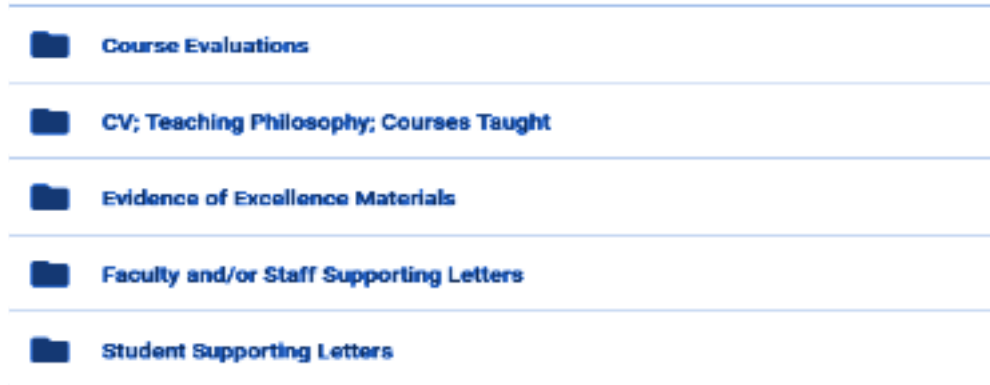 Course Evaluations
CV; Teaching Philosophy; Courses Taught
Evidence of Excellence Materials
Faculty and/or Staff Supporting Letters
Student Supporting Letters